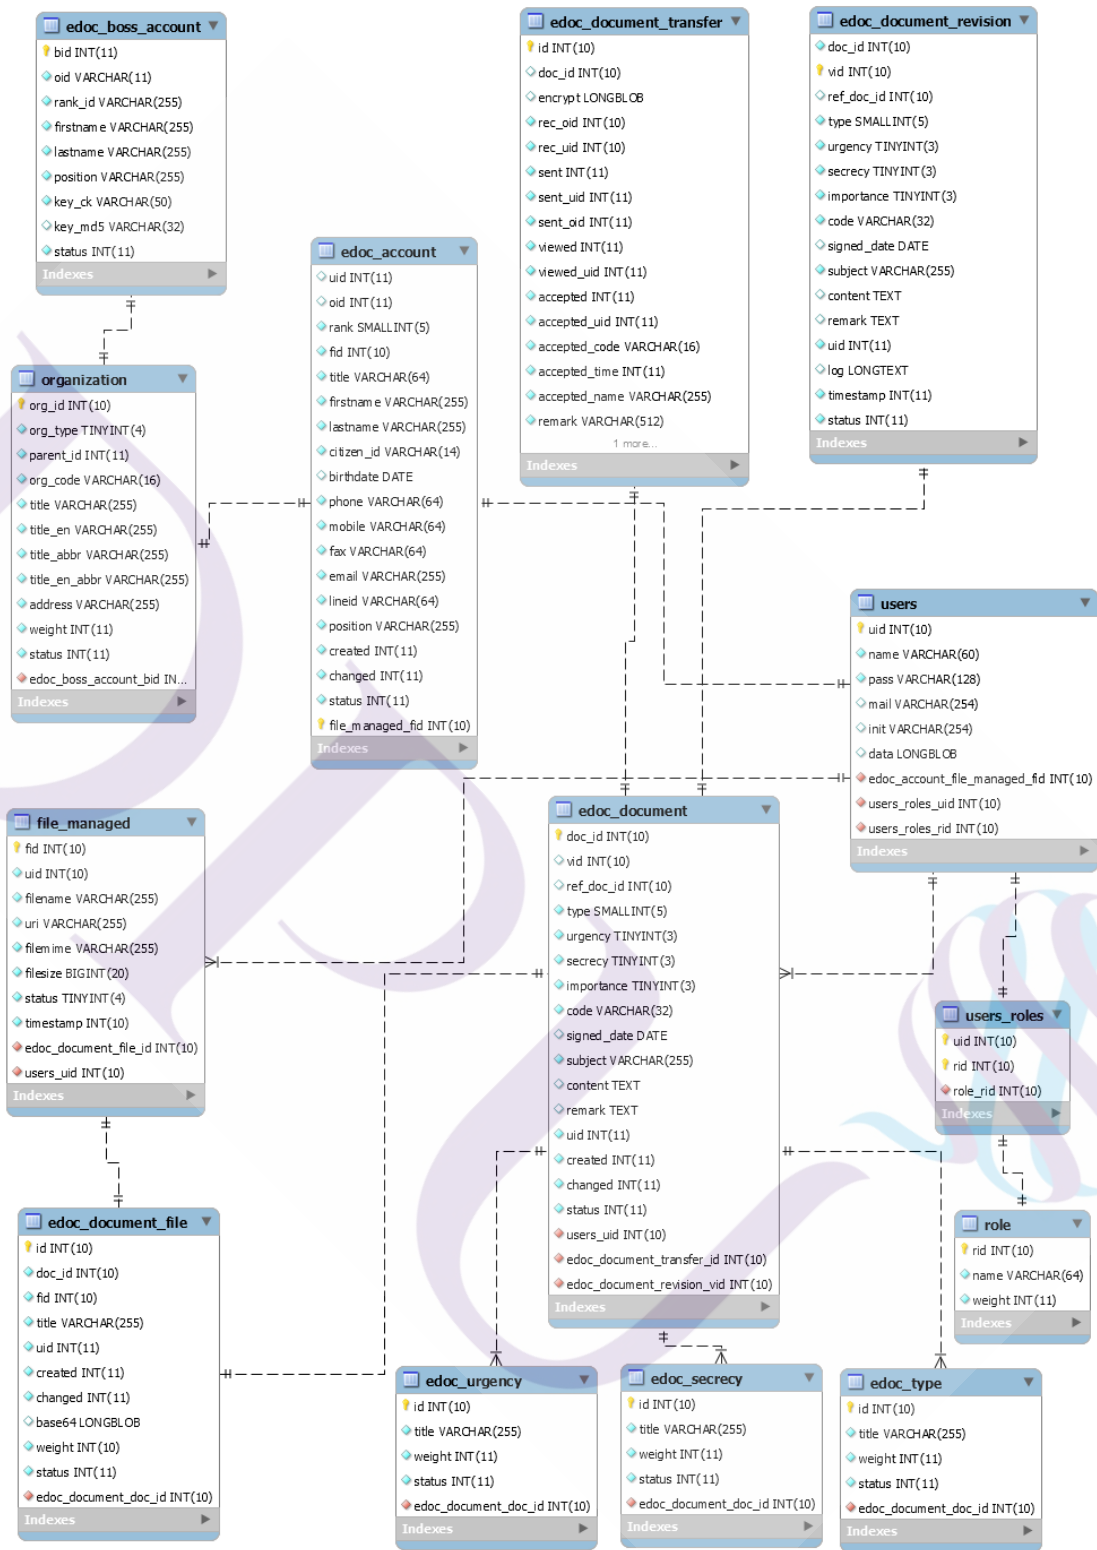 edoc_boss_account
bid INT(11)
oid VARCHAR(11)
rank_id VARCHAR(255)
firstname VARCHAR(255)
lastname VARCHAR(255)
position VARCHAR(255)
key_ck VARCHAR(50)
key_md5 VARCHAR(32)
status INT(11)
Indexes
edoc_document_transfer
id INT(10)
doc_id INT(10)
encrypt LONGBLOB
rec_oid INT(10)
rec_uid INT(10)
sent INT(11)
sent_uid INT(11)
sent_oid INT(11)
viewed INT(11)
viewed_uid INT(11)
accepted INT(11)
accepted_uid INT(11)
accepted_code VARCHAR(16)
accepted_time INT(11)
accepted_name VARCHAR(255)
remark VARCHAR(512)
1 more...
Indexes
edoc_document_revision
doc_id INT(10)
vid INT(10)
ref_doc_id INT(10)
type SMALLINT(5)
urgency TINYINT(3)
secrecy TINYINT(3)
importance TINYINT(3)
code VARCHAR(32)
signed_date DATE
subject VARCHAR(255)
content TEXT
remark TEXT
uid INT(11)
log LONGTEXT
timestamp INT(11)
status INT(11)
Indexes
edoc_account
uid INT(11)
oid INT(11)
rank SMALLINT(5)
fid INT(10)
title VARCHAR(64)
firstname VARCHAR(255)
lastname VARCHAR(255)
citizen_id VARCHAR(14)
birthdate DATE
phone VARCHAR(64)
mobile VARCHAR(64)
fax VARCHAR(64)
email VARCHAR(255)
lineid VARCHAR(64)
position VARCHAR(255)
created INT(11)
changed INT(11)
status INT(11)
file_managed_fid INT(10)
Indexes
organization
org_id INT(10)
org_type TINYINT(4)
parent_id INT(11)
org_code VARCHAR(16)
title VARCHAR(255)
title_en VARCHAR(255)
title_abbr VARCHAR(255)
title_en_abbr VARCHAR(255)
address VARCHAR(255)
weight INT(11)
status INT(11)
edoc_boss_account_bid IN...
Indexes
users
uid INT(10)
name VARCHAR(60)
pass VARCHAR(128)
mail VARCHAR(254)
init VARCHAR(254)
data LONGBLOB
edoc_account_file_managed_fid INT(10)
users_roles_uid INT(10)
users_roles_rid INT(10)
Indexes
file_managed
fid INT(10)
uid INT(10)
filename VARCHAR(255)
uri VARCHAR(255)
filemime VARCHAR(255)
filesize BIGINT(20)
status TINYINT(4)
timestamp INT(10)
edoc_document_file_id INT(10)
users_uid INT(10)
Indexes
edoc_document
doc_id INT(10)
vid INT(10)
ref_doc_id INT(10)
type SMALLINT(5)
urgency TINYINT(3)
secrecy TINYINT(3)
importance TINYINT(3)
code VARCHAR(32)
signed_date DATE
subject VARCHAR(255)
content TEXT
remark TEXT
uid INT(11)
created INT(11)
changed INT(11)
status INT(11)
users_uid INT(10)
edoc_document_transfer_id INT(10)
edoc_document_revision_vid INT(10)
Indexes
users_roles
uid INT(10)
rid INT(10)
role_rid INT(10)
Indexes
edoc_document_file
id INT(10)
doc_id INT(10)
fid INT(10)
title VARCHAR(255)
uid INT(11)
created INT(11)
changed INT(11)
base64 LONGBLOB
weight INT(10)
status INT(11)
edoc_document_doc_id INT(10)
Indexes
role
rid INT(10)
name VARCHAR(64)
weight INT(11)
Indexes
edoc_urgency
id INT(10)
title VARCHAR(255)
weight INT(11)
status INT(11)
edoc_document_doc_id INT(10)
Indexes
edoc_secrecy
id INT(10)
title VARCHAR(255)
weight INT(11)
status INT(11)
edoc_document_doc_id INT(10)
Indexes
edoc_type
id INT(10)
title VARCHAR(255)
weight INT(11)
status INT(11)
edoc_document_doc_id INT(10)
Indexes